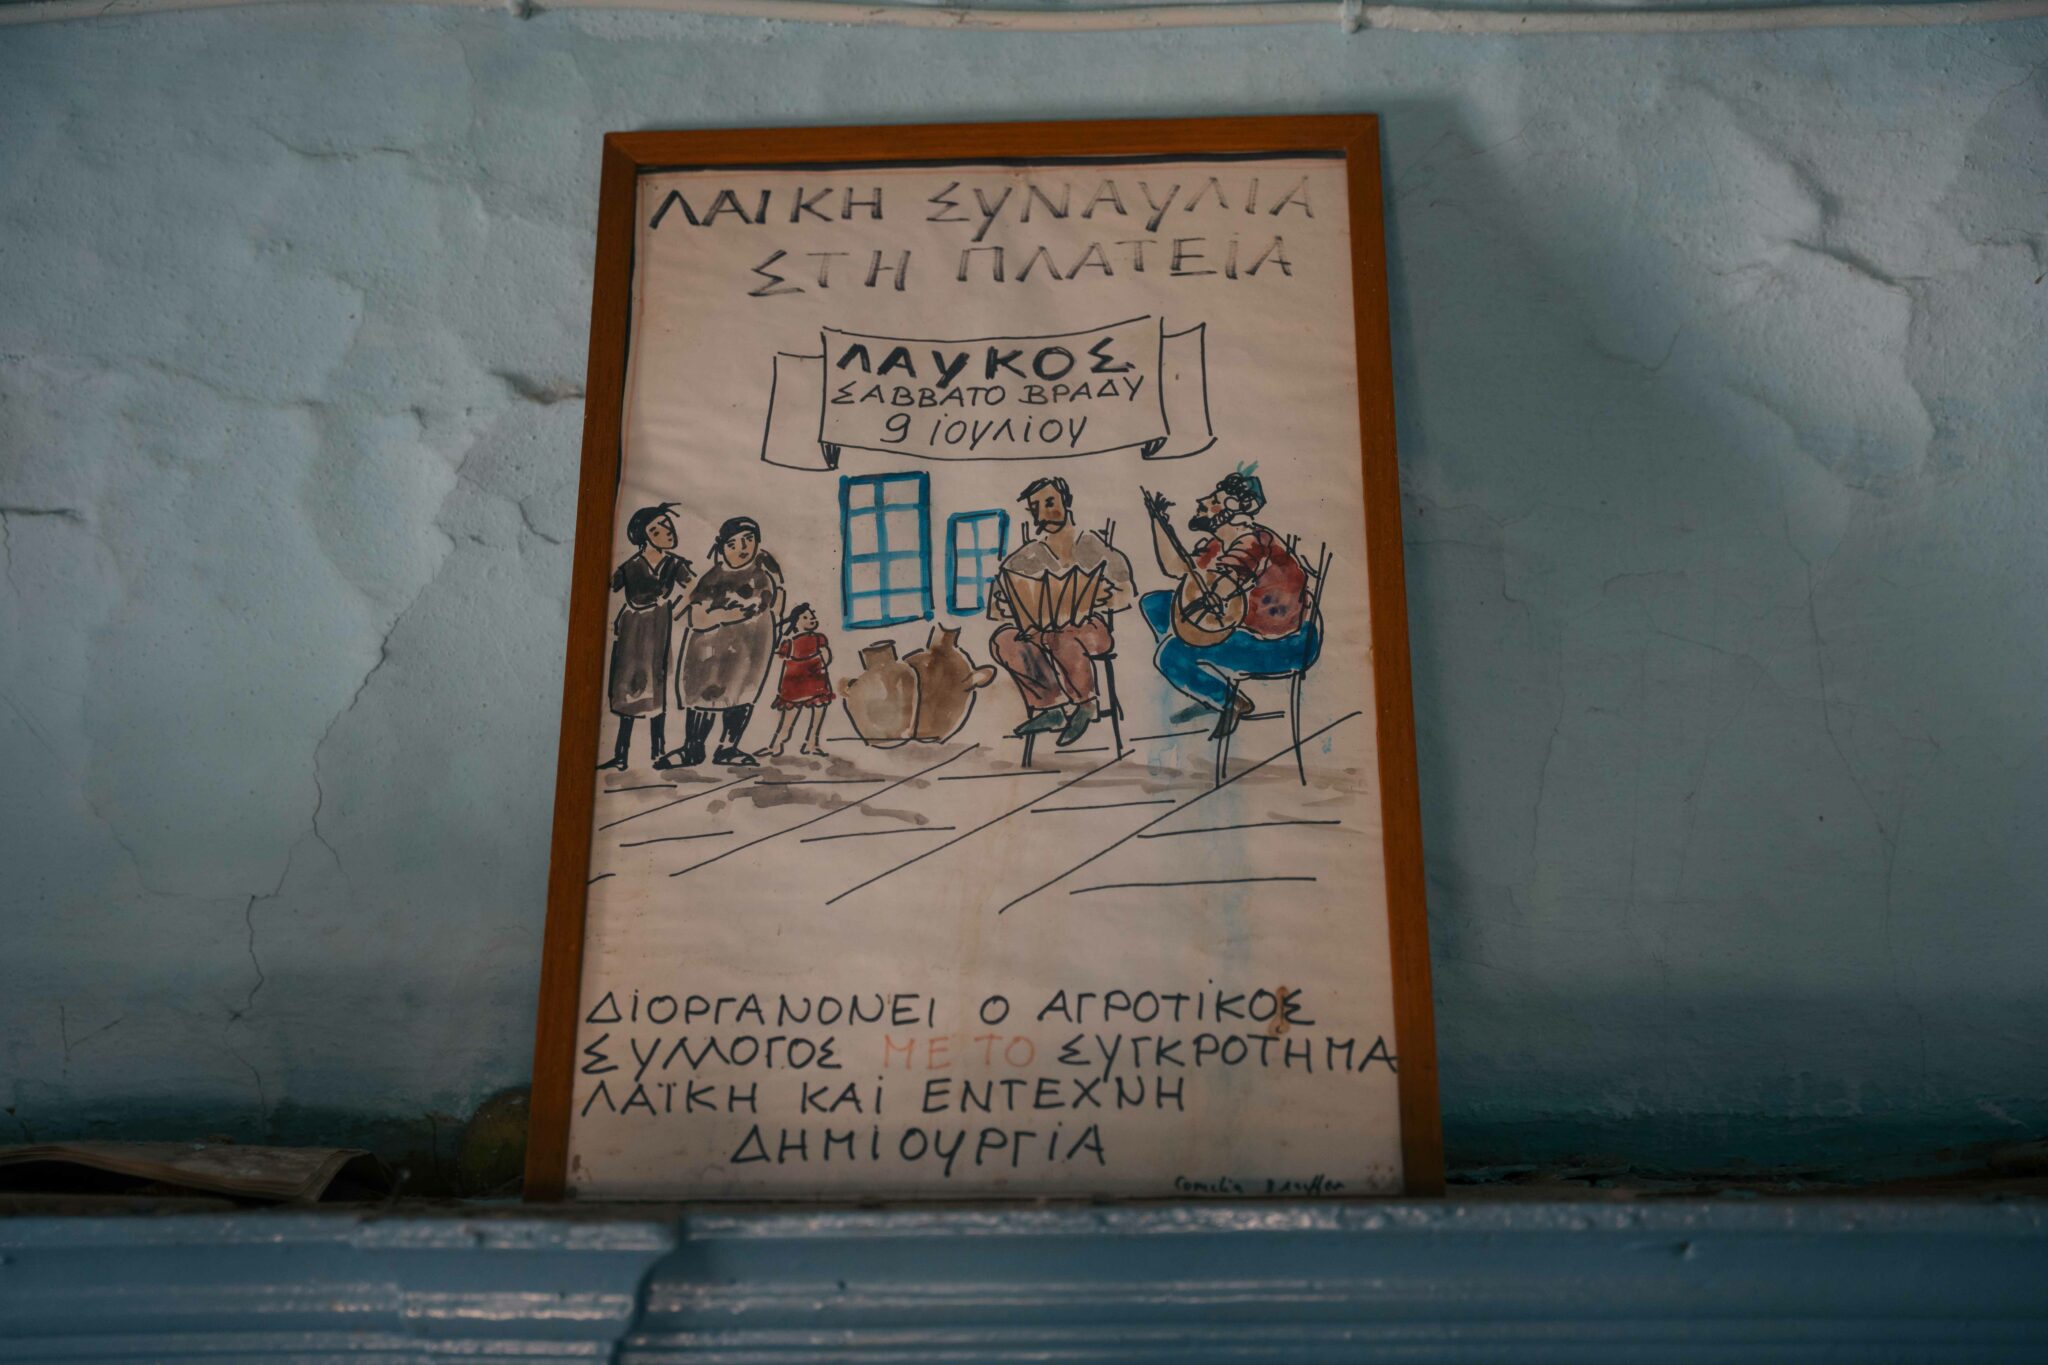 ΛΑΙΚΗ ΣΥΝΑΥΛΙΑ
ΣΤΗ ΠΛΑΤΕΙΑ
ΛΑΥΚΟΣ
ΣΑΒΒΑΤΟ ΒΡΑΔΥ
9 ΙΟΥΛΙΟΥ
ΔΙΟΡΓΑΝΟΝΕΙ Ο ΑΓΡΟΤΙΚΟΣ
ΣΥΛΛΟΓΟΣ ΜΕ ΤΟ ΣΥΓΚΡΟΤΗΜΑ
ΛΑΪΚΗ ΚΑΙ ΕΝΤΕΧΝΗ
ΔΗΜΙΟΥΡΓΙΑ